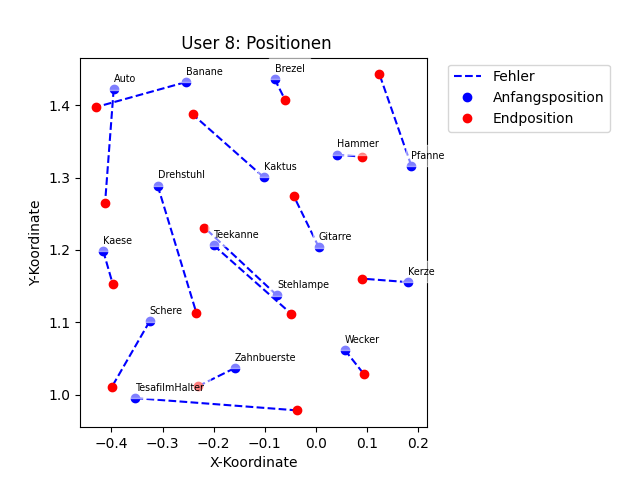 User 8: Positionen
Fehler
Anfangsposition
Endposition
Auto
Banane
Brezel
Hammer
Pfanne
Drehstuhl
Kaktus
Kaese
Teekanne
Gitarre
Kerze
Stehlampe
Schere
Wecker
Zahnbuerste
TesafilmHalter
Y-Koordinate
1.4
1.3
1.2
1.1
1.0
−0.4 −0.3 −0.2 −0.1 0.0 0.1 0.2
X-Koordinate